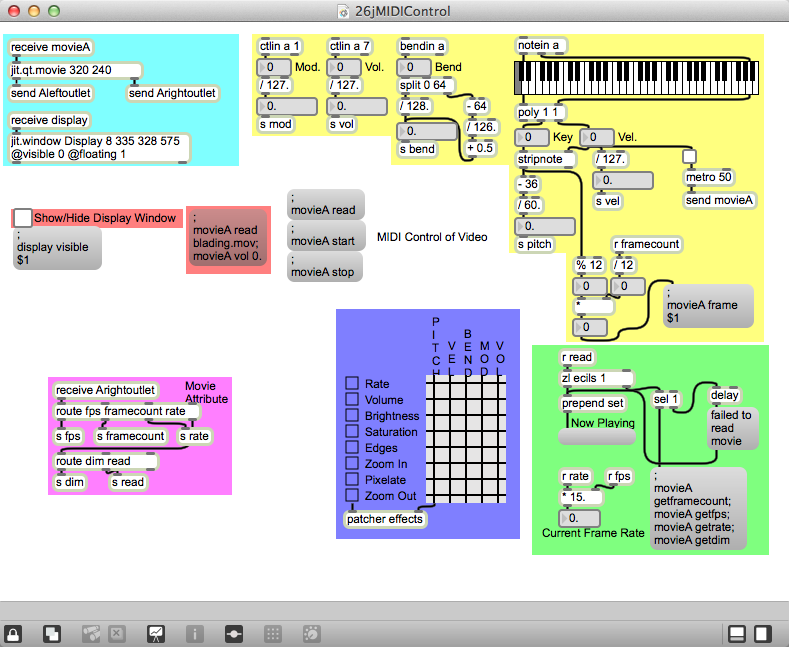 26jMIDIControl
receive movieA
jit.qt.movie 320 240
send Aleftoutlet
send Arightoutlet
receive display
jit.window Display 8 335 328 575
@visible 0 @floating 1
ctlin a 1
0
Mod.
/ 127.
0.
s mod
ctlin a 7
0
Vol.
/ 127.
0.
s vol
bendin a
0
Bend
split 0 64
/ 128.
- 64
/ 126.
+ 0.5
0.
s bend
notein a
poly 1 1
0
Key
0
Vel.
stripnote
/ 127.
0.
s vel
metro 50
send movieA
- 36
/ 60.
0.
s pitch
r framecount
% 12
/ 12
0
0
*
0
;
movieA frame
$1
Show/Hide Display Window
;
display visible
$1
;
movieA read
blading.mov;
movieA vol 0.
;
movieA read
;
movieA start
;
movieA stop
MIDI Control of Video
PITCH
VEL
BEND
MOD
VOL
Rate
Volume
Brightness
Saturation
Edges
Zoom In
Pixelate
Zoom Out
patcher effects
receive Arightoutlet
Movie
Attribute
route fps framecount rate
s fps
s framecount
s rate
route dim read
s dim
s read
r read
zl ecils 1
prepend set
Now Playing
sel 1
delay
failed to
read
movie
r rate
r fps
* 15.
0.
Current Frame Rate
;
movieA
getframecount;
movieA getfps;
movieA getrate;
movieA getdim